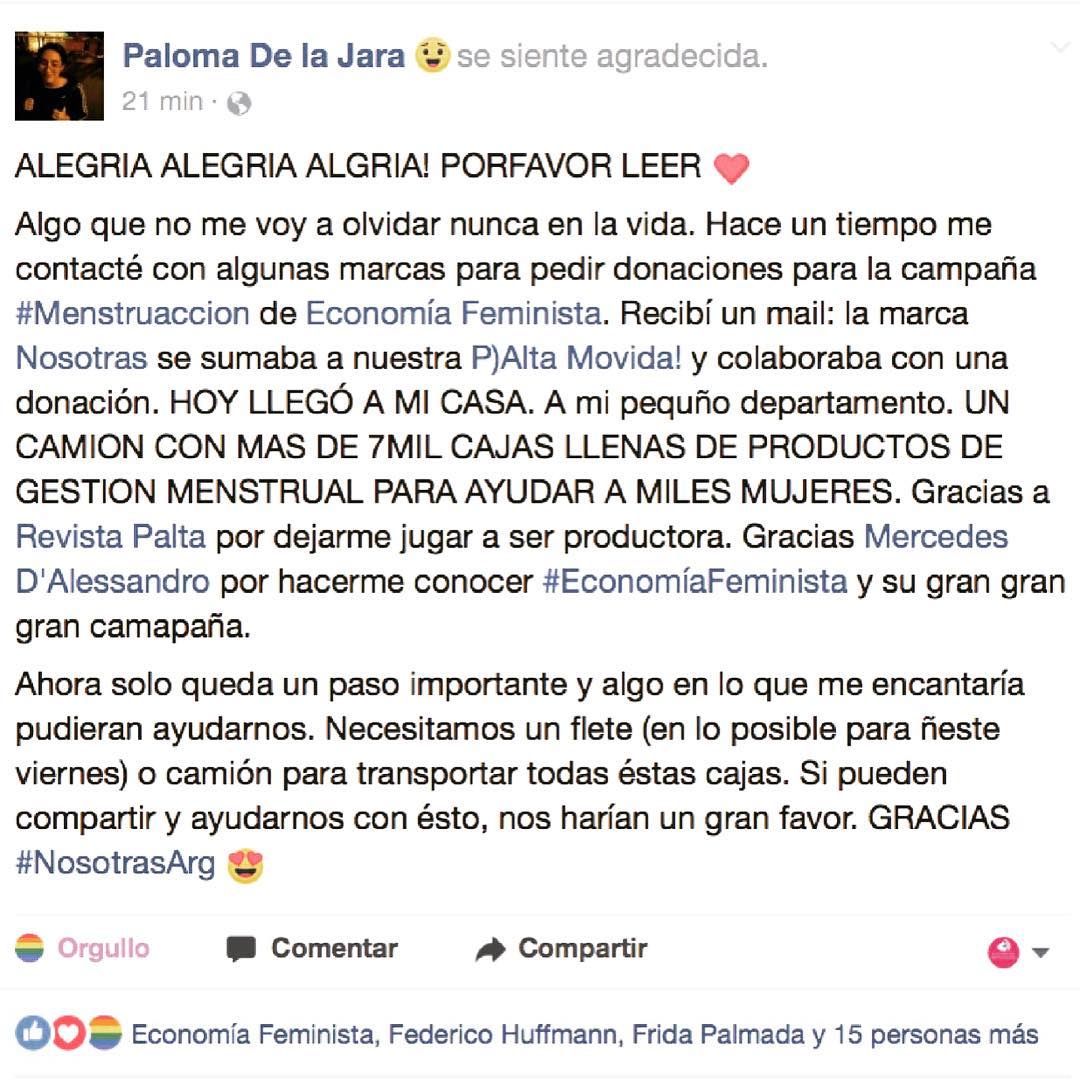 Paloma De la Jara 😯 se siente agradecida.
21 min ·
ALEGRIA ALEGRIA ALGRIA! PORFAVOR LEER ❤
Algo que no me voy a olvidar nunca en la vida. Hace un tiempo me
contacté con algunas marcas para pedir donaciones para la campaña
#Menstruaccion de Economía Feminista. Recibí un mail: la marca
Nosotras se sumaba a nuestra P)Alta Movida! y colaboraba con una
donación. HOY LLEGÓ A MI CASA. A mi pequño departamento. UN
CAMION CON MAS DE 7MIL CAJAS LLENAS DE PRODUCTOS DE
GESTION MENSTRUAL PARA AYUDAR A MILES MUJERES. Gracias a
Revista Palta por dejarme jugar a ser productora. Gracias Mercedes
D'Alessandro por hacerme conocer #EconomíaFeminista y su gran gran
gran camapaña.
Ahora solo queda un paso importante y algo en lo que me encantaría
pudieran ayudarnos. Necesitamos un flete (en lo posible para ñeste
viernes) o camión para transportar todas éstas cajas. Si pueden
compartir y ayudarnos con ésto, nos harían un gran favor. GRACIAS
#NosotrasArg 😍
Orgullo Comentar Compartir
Economía Feminista, Federico Huffmann, Frida Palmada y 15 personas más